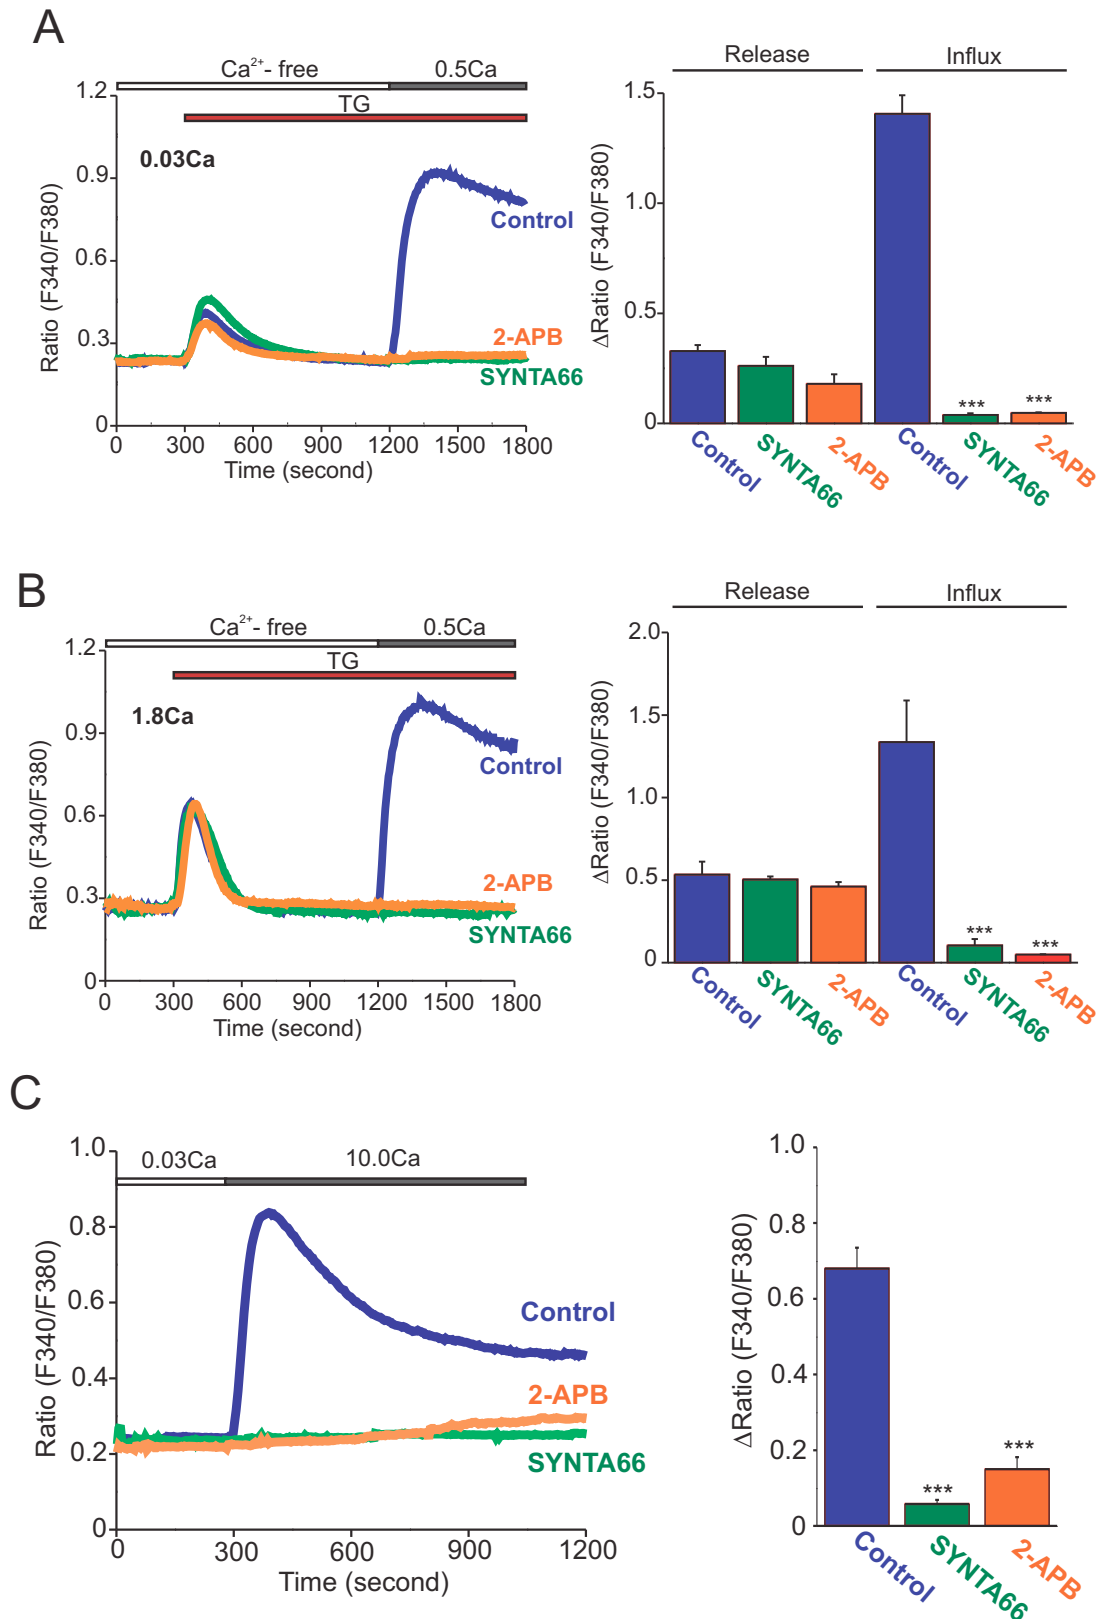 A
Ca2+- free 0.5Ca
TG
0.03Ca
1.2
0.9
0.6
0.3
0
Ratio (F340/F380)
Control
2-APB
SYNTA66
0 300 600 900 1200 1500 1800
Time (second)
Release Influx
1.5
1.0
0.5
0
ΔRatio (F340/F380)
*** ***
Control SYNTA66 2-APB Control SYNTA66 2-APB
B
Ca2+- free 0.5Ca
TG
1.8Ca
1.2
0.9
0.6
0.3
0
Ratio (F340/F380)
Control
2-APB
SYNTA66
0 300 600 900 1200 1500 1800
Time (second)
Release Influx
2.0
1.5
1.0
0.5
0
ΔRatio (F340/F380)
*** ***
Control SYNTA66 2-APB Control SYNTA66 2-APB
C
0.03Ca 10.0Ca
1.0
0.8
0.6
0.4
0.2
0
Ratio (F340/F380)
Control
2-APB
SYNTA66
0 300 600 900 1200
Time (second)
1.0
0.8
0.6
0.4
0.2
0
ΔRatio (F340/F380)
*** ***
Control SYNTA66 2-APB